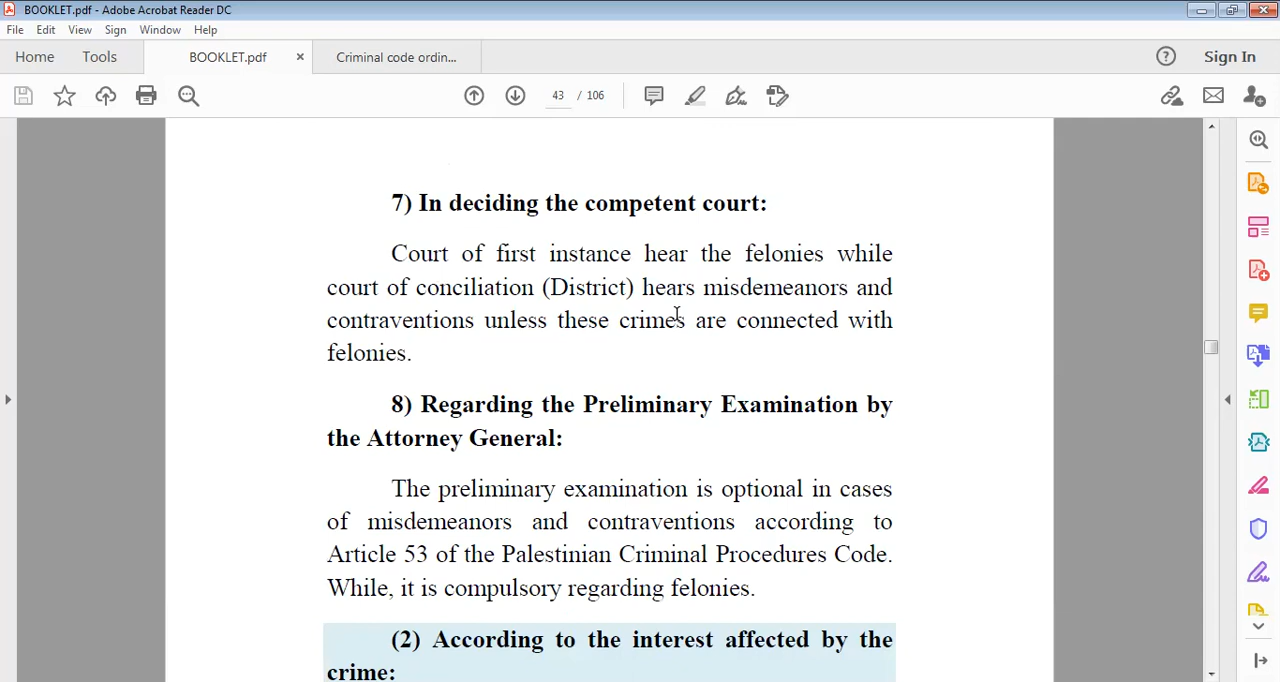 BOOKLET.pdf - Adobe Acrobat Reader DC
File Edit View Sign Window Help
Home Tools BOOKLET.pdf × Criminal code ordin... ? Sign In
43 / 106
7) In deciding the competent court:
Court of first instance hear the felonies while
court of conciliation (District) hears misdemeanors and
contraventions unless these crimes are connected with
felonies.
8) Regarding the Preliminary Examination by
the Attorney General:
The preliminary examination is optional in cases
of misdemeanors and contraventions according to
Article 53 of the Palestinian Criminal Procedures Code.
While, it is compulsory regarding felonies.
(2) According to the interest affected by the
crime: